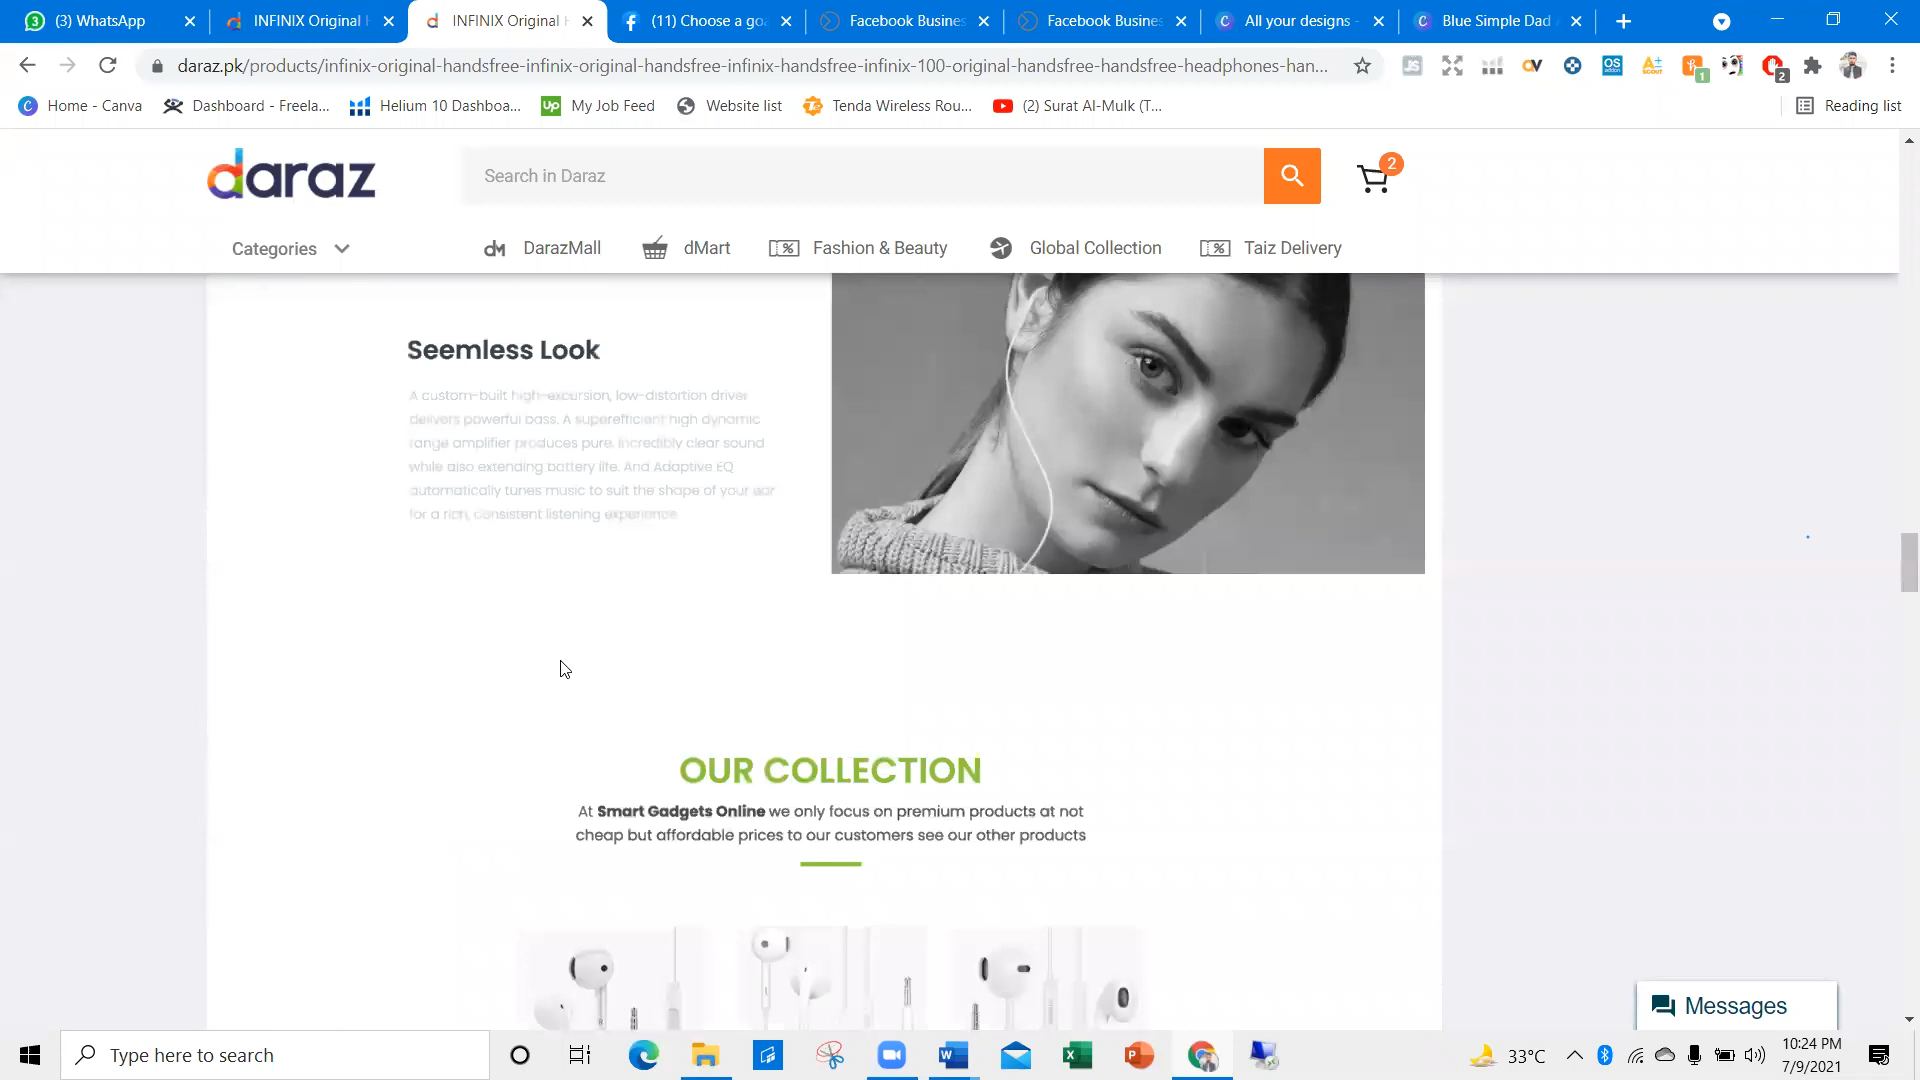 (3) WhatsApp
INFINIX Original H
INFINIX Original H
(11) Choose a goa
Facebook Busines
Facebook Busines
All your designs -
Blue Simple Dad
daraz.pk/products/infinix-original-handsfree-infinix-original-handsfree-infinix-handsfree-infinix-100-original-handsfree-handsfree-headphones-han...
Home - Canva
Dashboard - Freela...
Helium 10 Dashboa...
My Job Feed
Website list
Tenda Wireless Rou...
(2) Surat Al-Mulk (T...
Reading list
daraz
Search in Daraz
2
Categories
DarazMall
dMart
Fashion & Beauty
Global Collection
Taiz Delivery
Seemless Look
A custom-built high-excursion, low-distortion driver
delivers powerful bass. A superefficient high dynamic
range amplifier produces pure, incredibly clear sound
while also extending battery life. And Adaptive EQ
automatically tunes music to suit the shape of your ear
for a rich, consistent listening experience
OUR COLLECTION
At Smart Gadgets Online we only focus on premium products at not
cheap but affordable prices to our customers see our other products
Messages
Type here to search
33°C
10:24 PM
7/9/2021